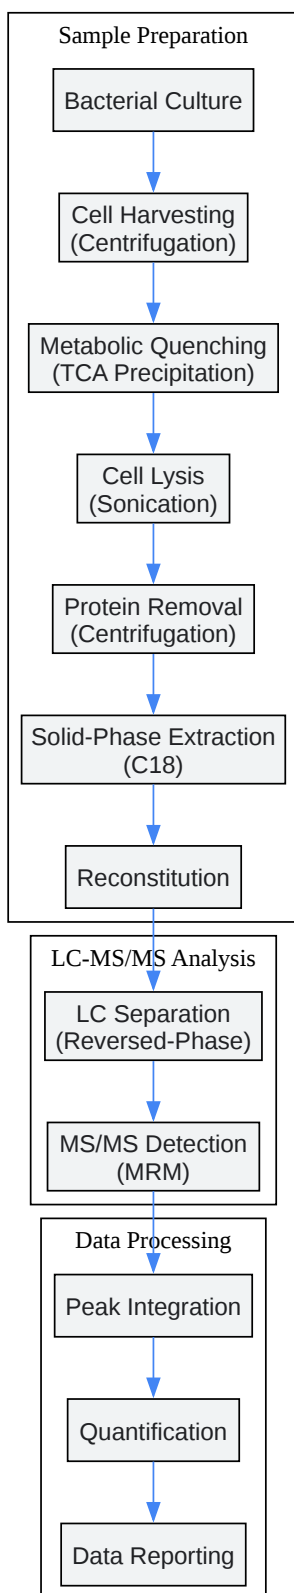 Sample Preparation
Bacterial Culture
Cell Harvesting
(Centrifugation)
Metabolic Quenching
(TCA Precipitation)
Cell Lysis
(Sonication)
Protein Removal
(Centrifugation)
Solid-Phase Extraction
(C18)
Reconstitution
LC-MS/MS Analysis
LC Separation
(Reversed-Phase)
MS/MS Detection
(MRM)
Data Processing
Peak Integration
Quantification
Data Reporting